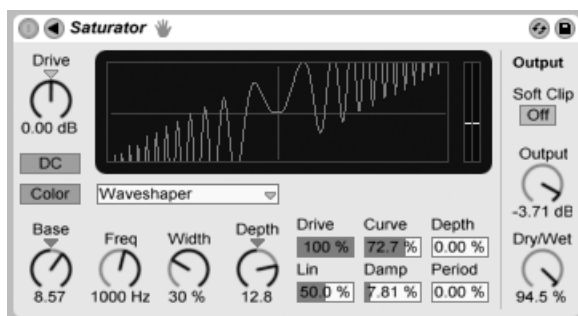 Saturator
Drive
0.00 dB
DC
Color
Waveshaper
Base
8.57
Freq
1000 Hz
Width
30 %
Depth
12.8
Drive
100 %
Curve
72.7 %
Depth
0.00 %
Lin
50.0 %
Damp
7.81 %
Period
0.00 %
Output
Soft Clip
Off
Output
-3.71 dB
Dry/Wet
94.5 %